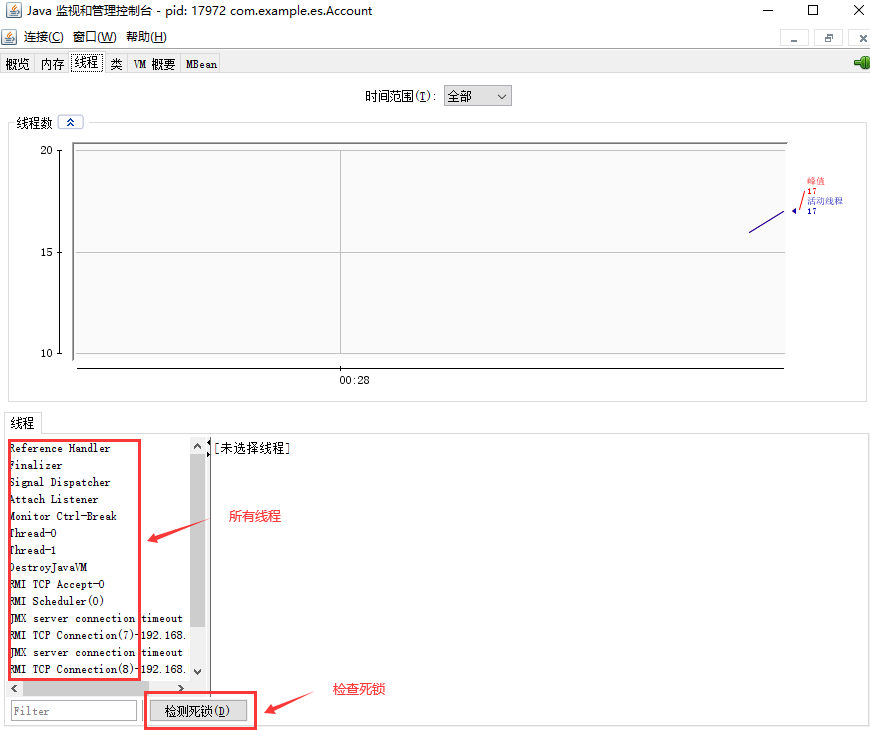 Java 监视和管理控制台 - pid: 17972 com.example.es.Account
连接(C) 窗口(W) 帮助(H)
概览 内存 线程 类 VM 概要 MBean
时间范围(T): 全部
线程数
20
15
10
峰值
17
活动线程
17
00:28
线程
Reference Handler
Finalizer
Signal Dispatcher
Attach Listener
Monitor Ctrl-Break
Thread-0
Thread-1
DestroyJavaVM
RMI TCP Accept-0
RMI Scheduler(0)
JMX server connection timeout
RMI TCP Connection(7)-192.168.
JMX server connection timeout
RMI TCP Connection(8)-192.168.
[未选择线程]
所有线程
检查死锁
Filter
检测死锁(D)